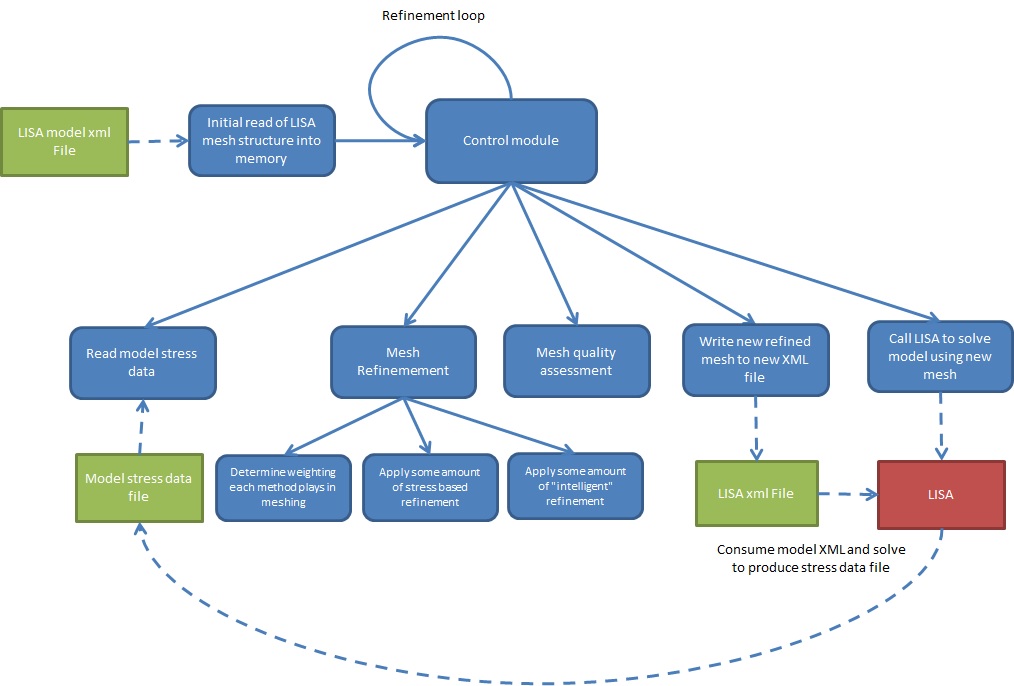 Refinement loop
LISA model xml
File
Initial read of LISA
mesh structure into
memory
Control module
Read model stress
data
Mesh
Refinemement
Mesh quality
assessment
Write new refined
mesh to new XML
file
Call LISA to solve
model using new
mesh
Model stress data
file
Determine weighting
each method plays in
meshing
Apply some amount
of stress based
refinement
Apply some amount
of "intelligent"
refinement
LISA xml File
LISA
Consume model XML and solve
to produce stress data file